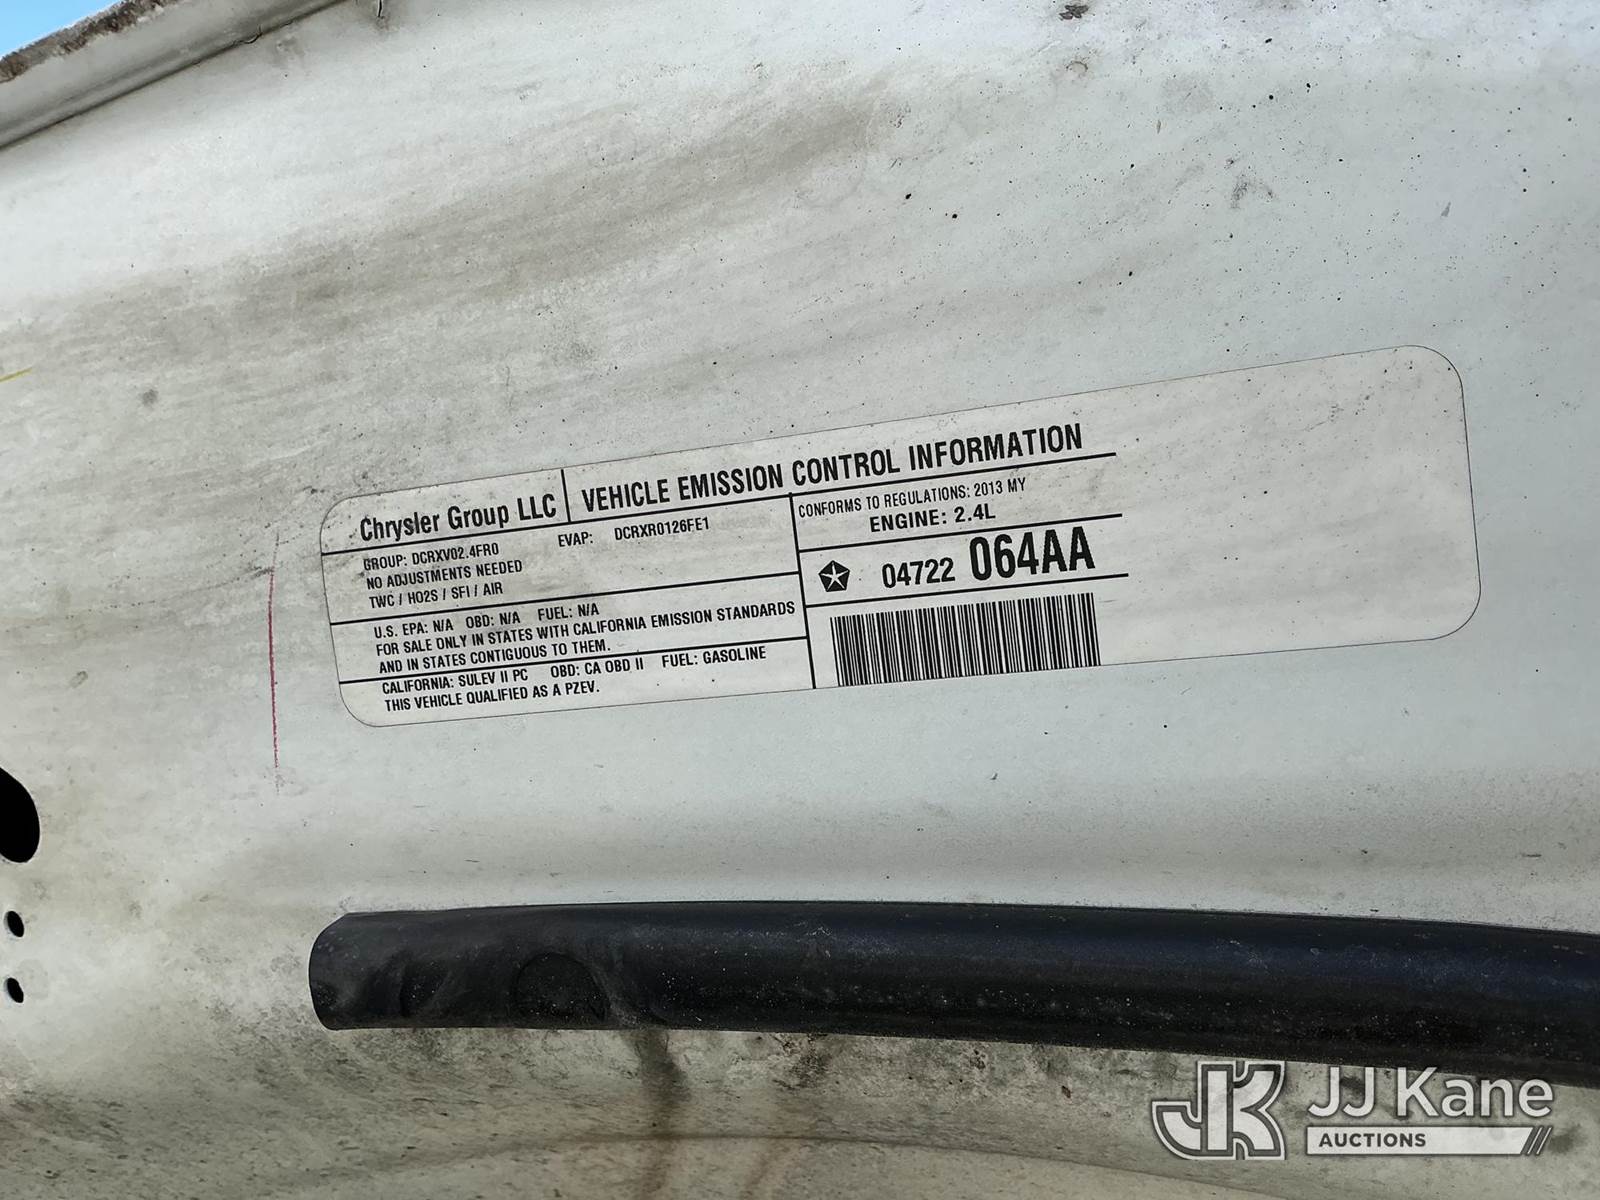 Chrysler Group LLC
VEHICLE EMISSION CONTROL INFORMATION
GROUP: DCRXV02.4FR0
EVAP: DCRXR0126FE1
NO ADJUSTMENTS NEEDED
TWC / HO2S / SFI / AIR
U.S. EPA: N/A OBD: N/A FUEL: N/A
FOR SALE ONLY IN STATES WITH CALIFORNIA EMISSION STANDARDS
AND IN STATES CONTIGUOUS TO THEM.
CALIFORNIA: SULEV II PC OBD: CA OBD II FUEL: GASOLINE
THIS VEHICLE QUALIFIED AS A PZEV.
CONFORMS TO REGULATIONS: 2013 MY
ENGINE: 2.4L
04722 064AA
JK JJ Kane
AUCTIONS